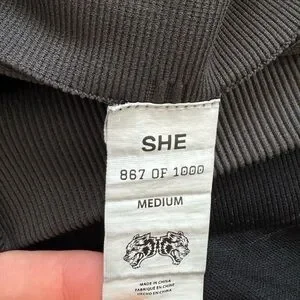 SHE
867 OF 1000
MEDIUM
MADE IN CHINA
FABRIQUÉ EN CHINE
HECHO EN CHINA